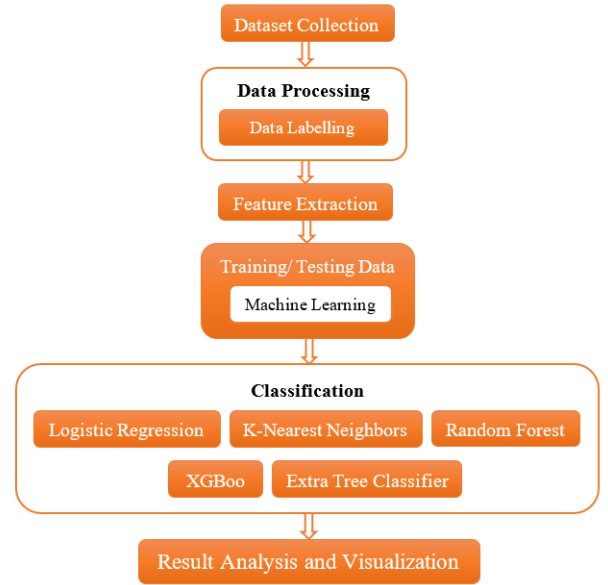 Dataset Collection
Data Processing
Data Labelling
Feature Extraction
Training/ Testing Data
Machine Learning
Classification
Logistic Regression
K-Nearest Neighbors
Random Forest
XGBoo
Extra Tree Classifier
Result Analysis and Visualization